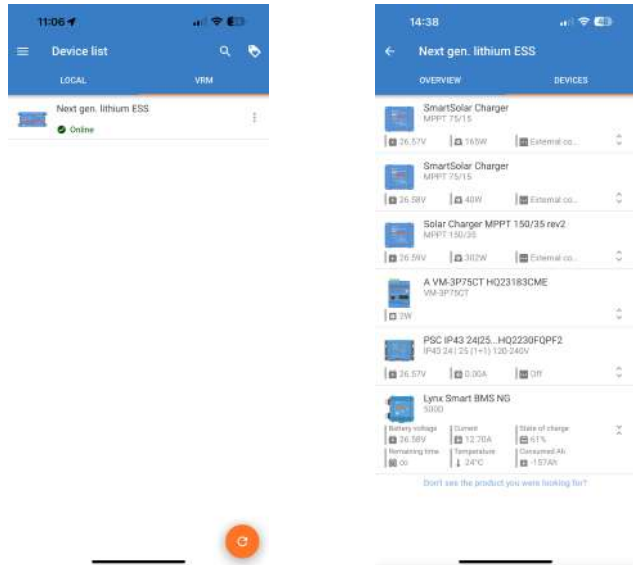 11:06
Device list
LOCAL
VRM
Next gen. lithium ESS
Online
14:38
Next gen. lithium ESS
OVERVIEW
DEVICES
SmartSolar Charger
MPPT 75/15
26.57V
165W
External co...
SmartSolar Charger
MPPT 75/15
26.58V
40W
External co...
Solar Charger MPPT 150/35 rev2
MPPT 150/35
26.59V
302W
External co...
A VM-3P75CT HQ23183CME
VM-3P75CT
2W
PSC IP43 24|25...HQ2230FQPF2
IP43 24|25 (1+1) 120-240V
26.57V
0.00A
Off
Lynx Smart BMS NG
500D
Battery voltage
Current
State of charge
26.58V
12.70A
61%
Remaining time
Temperature
Consumed Ah
∞
24°C
-157Ah
Don't see the product you were looking for?